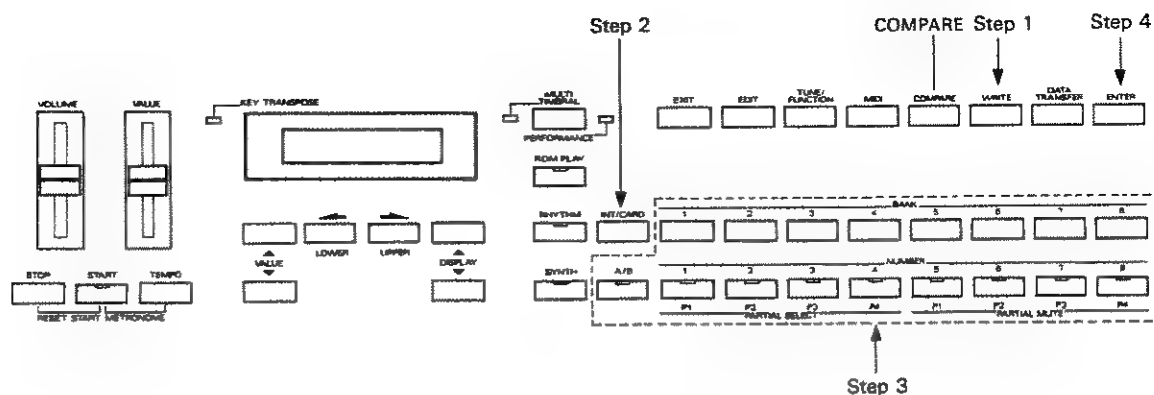 Step 2 COMPARE Step 1 Step 4
VOLUME VALUE KEY TRANSPOSE MULTI TIMBRAL EXIT EDIT TUNE/FUNCTION MIDI COMPARE WRITE DATA TRANSFER ENTER
PERFORMANCE
ROM PLAY
BANK
RHYTHM INT/CARD 1 2 3 4 5 6 7 8
VALUE LOWER UPPER DISPLAY
NUMBER
STOP START TEMPO SYNTH A/B 1 2 3 4 5 6 7 8
RESET START METRONOME P1 P2 P3 P4 P1 P2 P3 P4
PARTIAL SELECT PARTIAL MUTE
Step 3